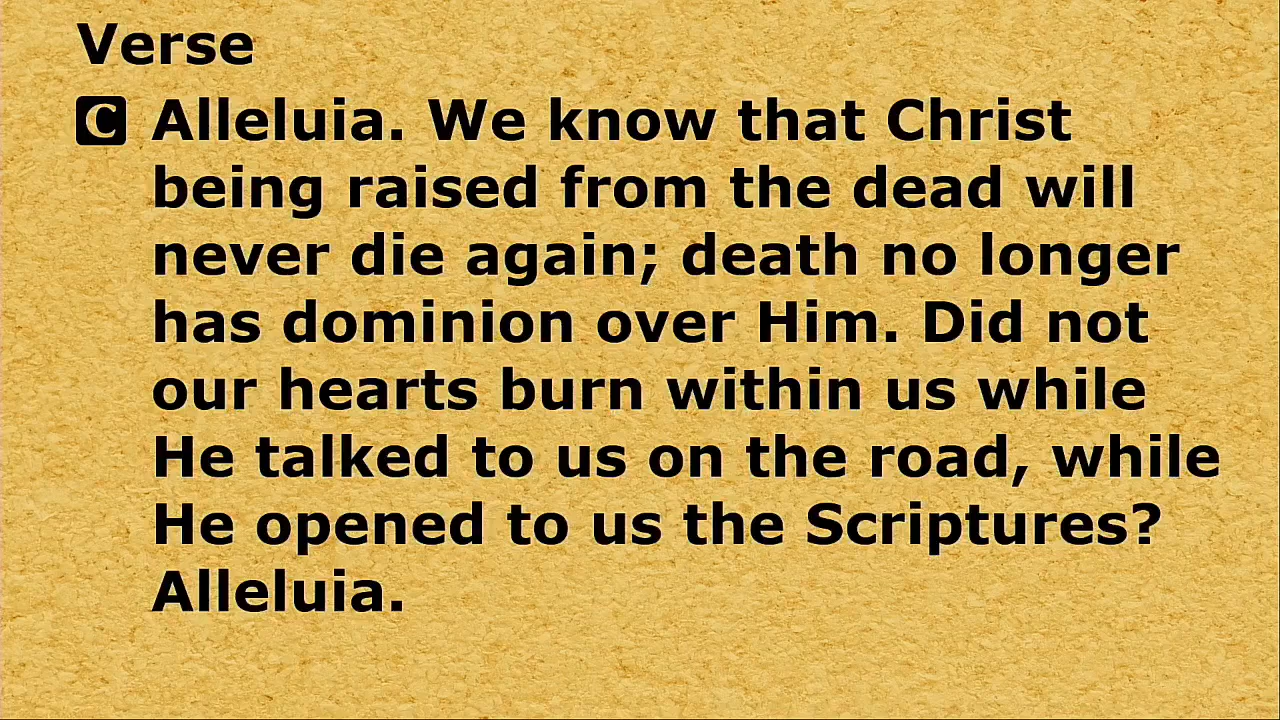 Verse
C Alleluia. We know that Christ
being raised from the dead will
never die again; death no longer
has dominion over Him. Did not
our hearts burn within us while
He talked to us on the road, while
He opened to us the Scriptures?
Alleluia.